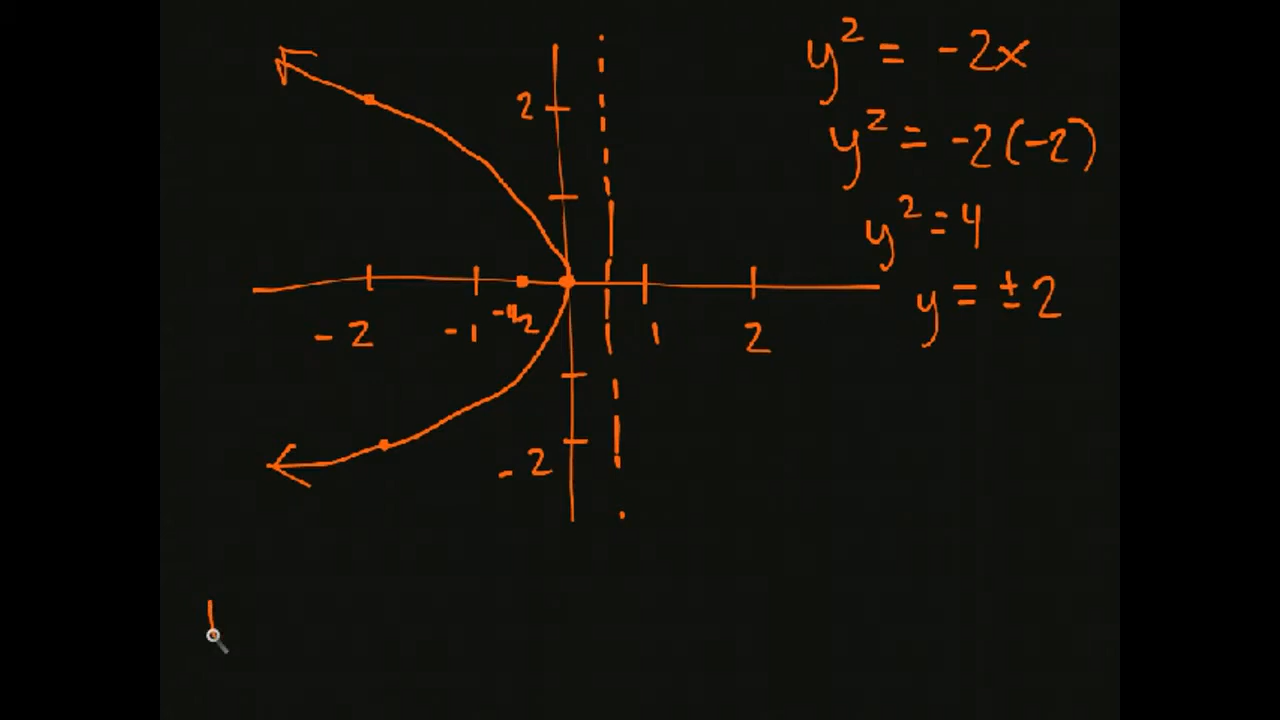 y² = -2x
2
y² = -2(-2)
y² = 4
y = ± 2
-2 -1 -1/2 1 2
-2